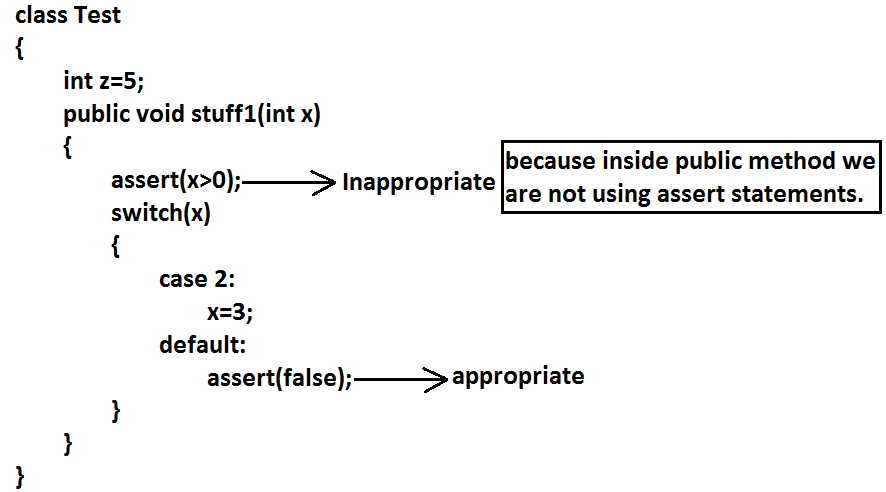 class Test
{
int z=5;
public void stuff1(int x)
{
assert(x>0); Inappropriate
because inside public method we
are not using assert statements.
switch(x)
{
case 2:
x=3;
default:
assert(false); appropriate
}
}
}